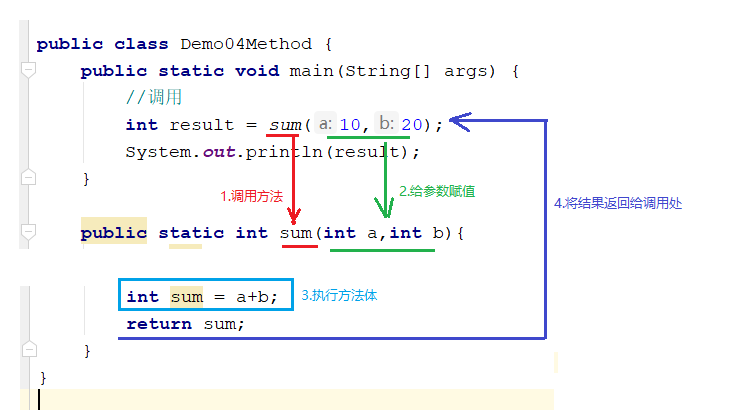 public class Demo04Method {
public static void main(String[] args) {
//调用
int result = sum( a: 10, b: 20);
System.out.println(result);
}
1.调用方法
2.给参数赋值
4.将结果返回给调用处
public static int sum(int a,int b){
int sum = a+b;
3.执行方法体
return sum;
}
}